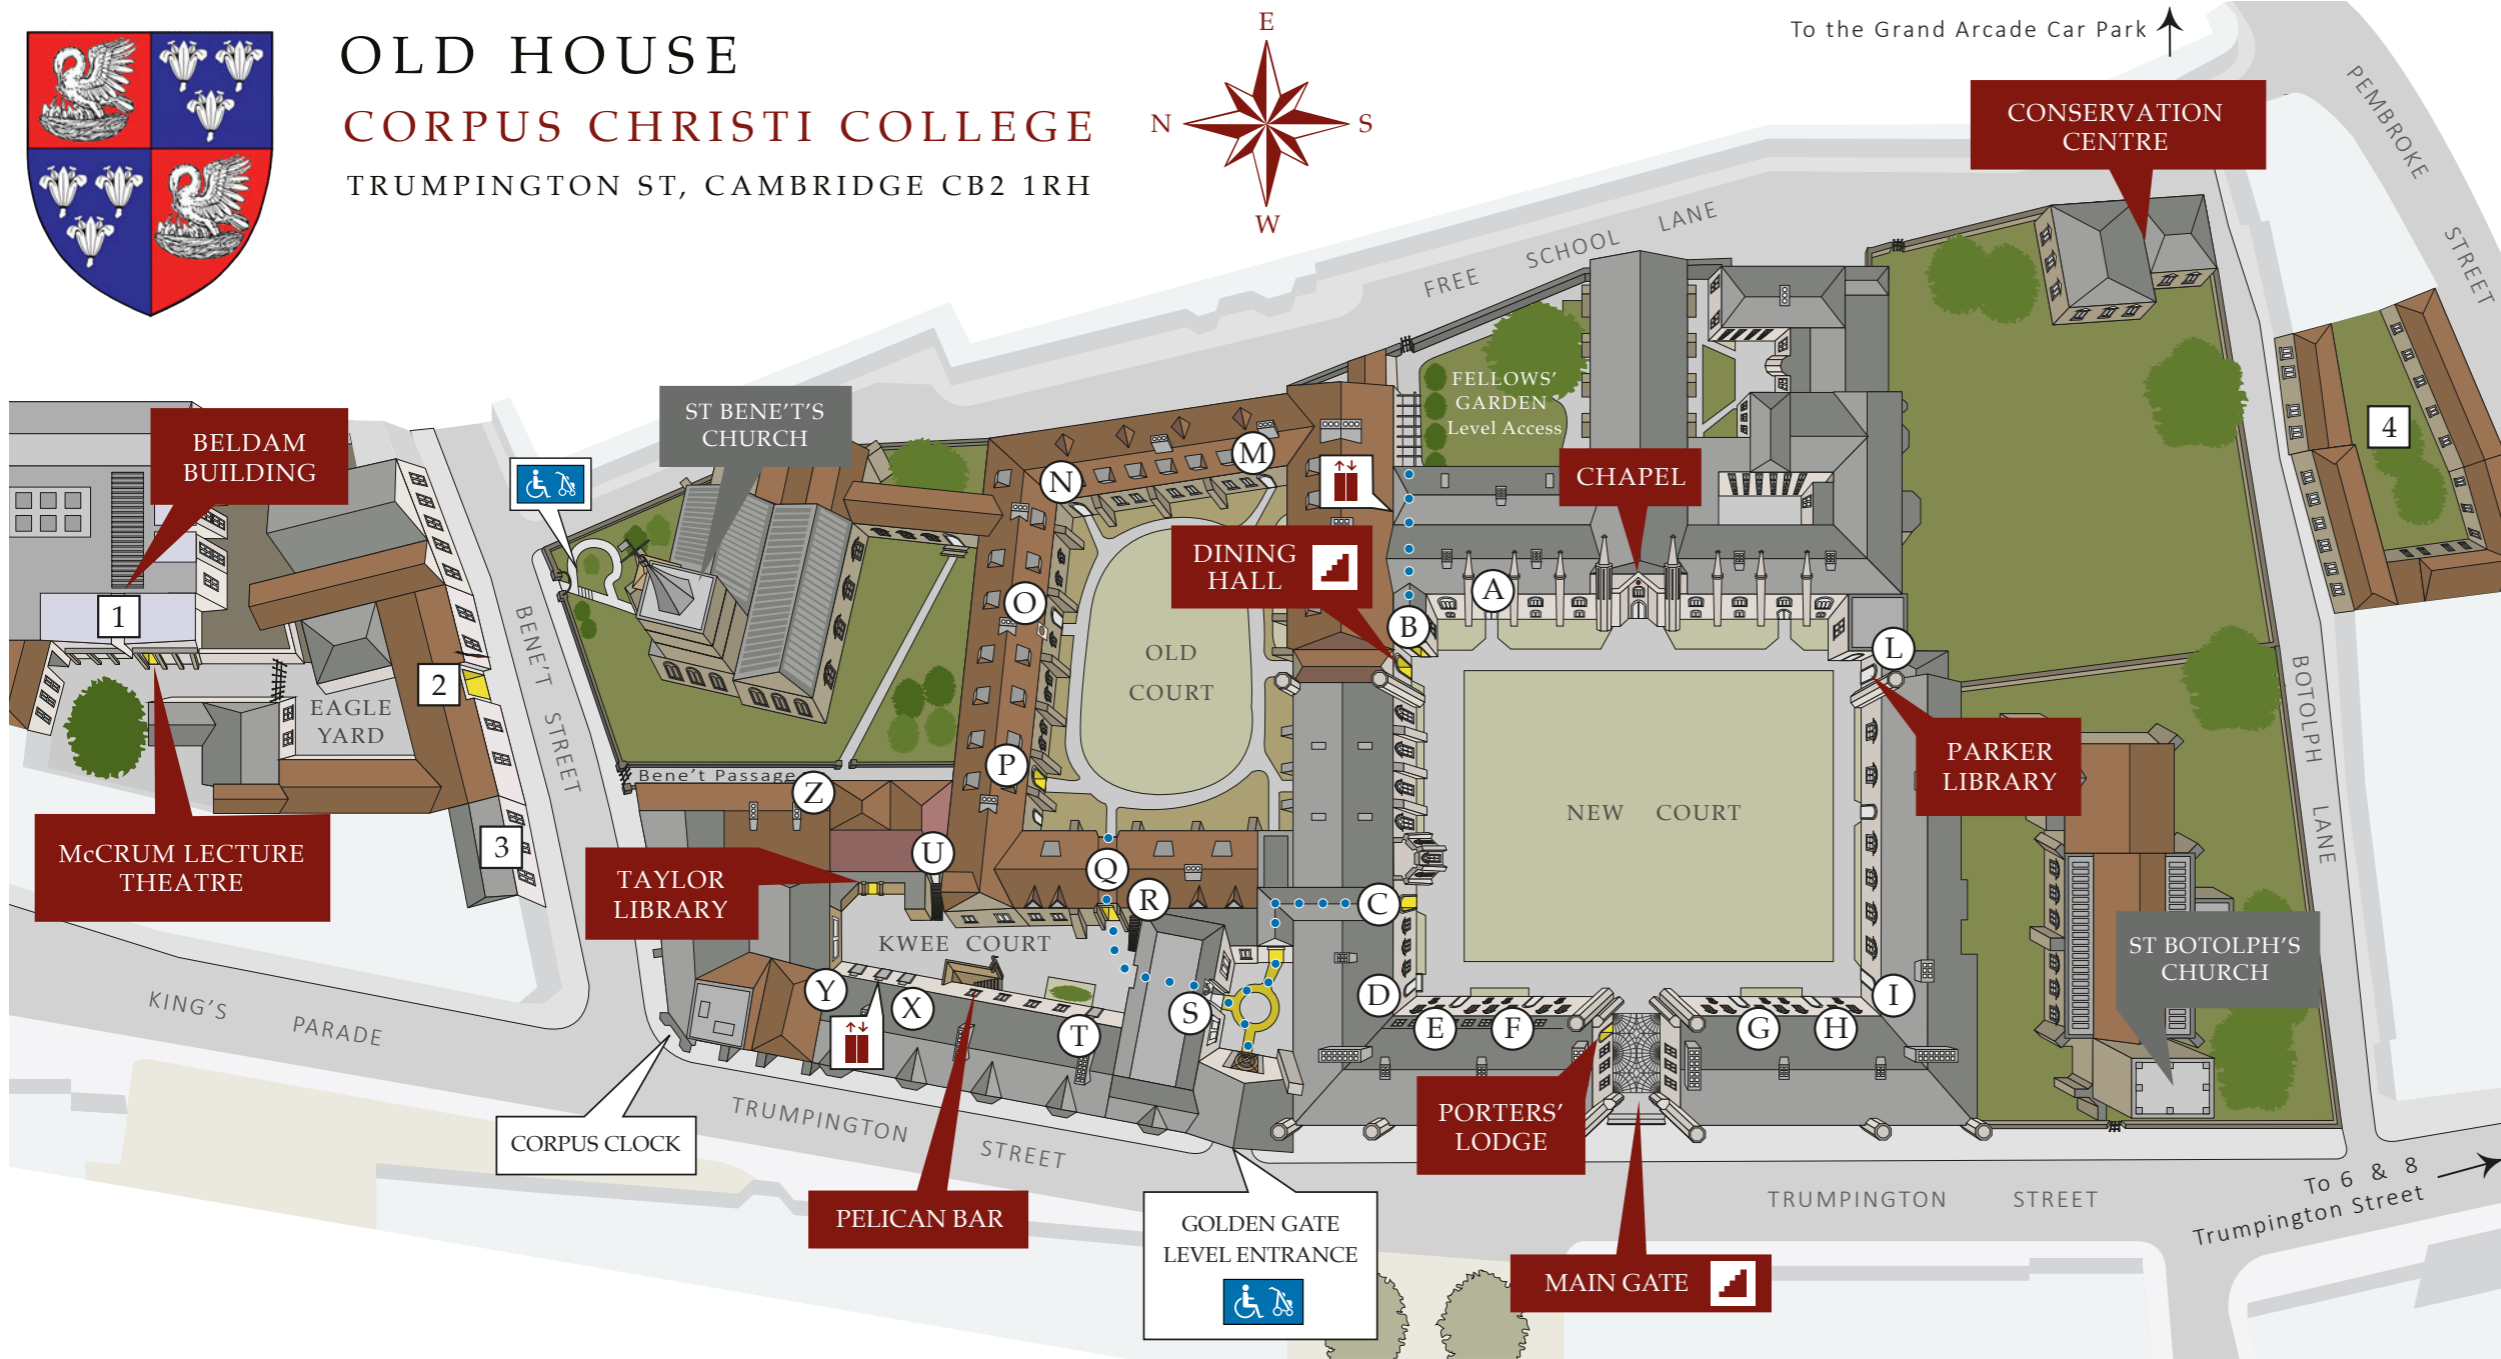 OLD HOUSE
CORPUS CHRISTI COLLEGE
TRUMPINGTON ST, CAMBRIDGE CB2 1RH
E
N
S
W
To the Grand Arcade Car Park
PEMBROKE STREET
CONSERVATION
CENTRE
FREE SCHOOL LANE
FELLOWS'
GARDEN
Level Access
4
BELDAM
BUILDING
ST BENE'T'S
CHURCH
M
N
CHAPEL
DINING
HALL
A
O
B
L
1
2
3
BENE'T STREET
EAGLE
YARD
OLD
COURT
BOTOLPH LANE
PARKER
LIBRARY
P
Bene't Passage
Z
NEW COURT
McCRUM LECTURE
THEATRE
U
Q
R
C
TAYLOR
LIBRARY
KWEE COURT
ST BOTOLPH'S
CHURCH
Y
X
T
S
D
E
F
G
H
I
KING'S PARADE
CORPUS CLOCK
TRUMPINGTON STREET
PORTERS'
LODGE
PELICAN BAR
GOLDEN GATE
LEVEL ENTRANCE
MAIN GATE
TRUMPINGTON STREET
To 6 & 8
Trumpington Street